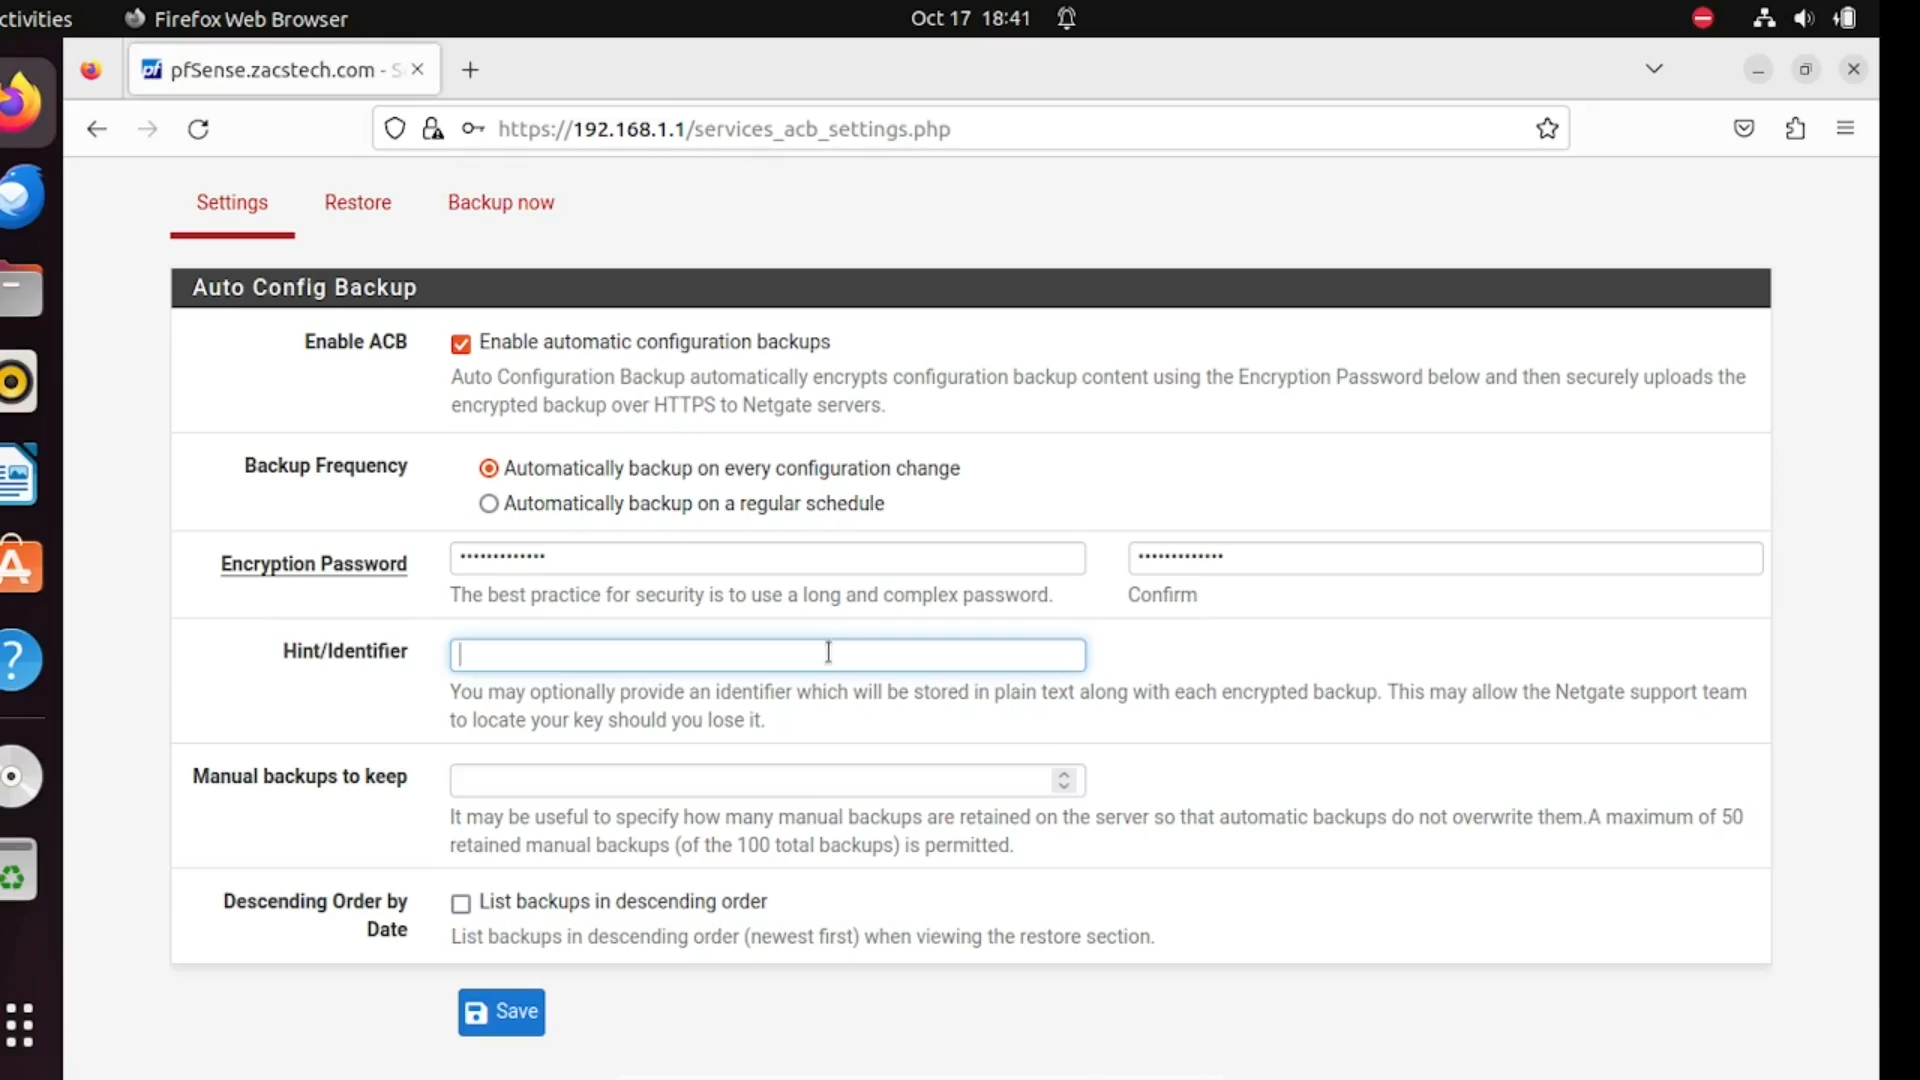 ctivities
Firefox Web Browser
Oct 17 18:41
pfSense.zacstech.com - S
https://192.168.1.1/services_acb_settings.php
Settings
Restore
Backup now
Auto Config Backup
Enable ACB
Enable automatic configuration backups
Auto Configuration Backup automatically encrypts configuration backup content using the Encryption Password below and then securely uploads the
encrypted backup over HTTPS to Netgate servers.
Backup Frequency
Automatically backup on every configuration change
Automatically backup on a regular schedule
Encryption Password
•••••••••••••
•••••••••••••
The best practice for security is to use a long and complex password.
Confirm
Hint/Identifier
You may optionally provide an identifier which will be stored in plain text along with each encrypted backup. This may allow the Netgate support team
to locate your key should you lose it.
Manual backups to keep
It may be useful to specify how many manual backups are retained on the server so that automatic backups do not overwrite them.A maximum of 50
retained manual backups (of the 100 total backups) is permitted.
Descending Order by
Date
List backups in descending order
List backups in descending order (newest first) when viewing the restore section.
Save